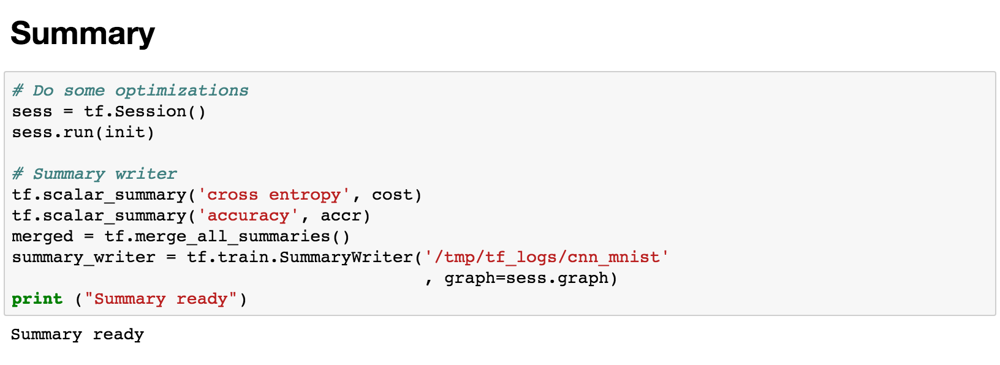 Summary
# Do some optimizations
sess = tf.Session()
sess.run(init)
# Summary writer
tf.scalar_summary('cross entropy', cost)
tf.scalar_summary('accuracy', accr)
merged = tf.merge_all_summaries()
summary_writer = tf.train.SummaryWriter('/tmp/tf_logs/cnn_mnist'
, graph=sess.graph)
print ("Summary ready")
Summary ready